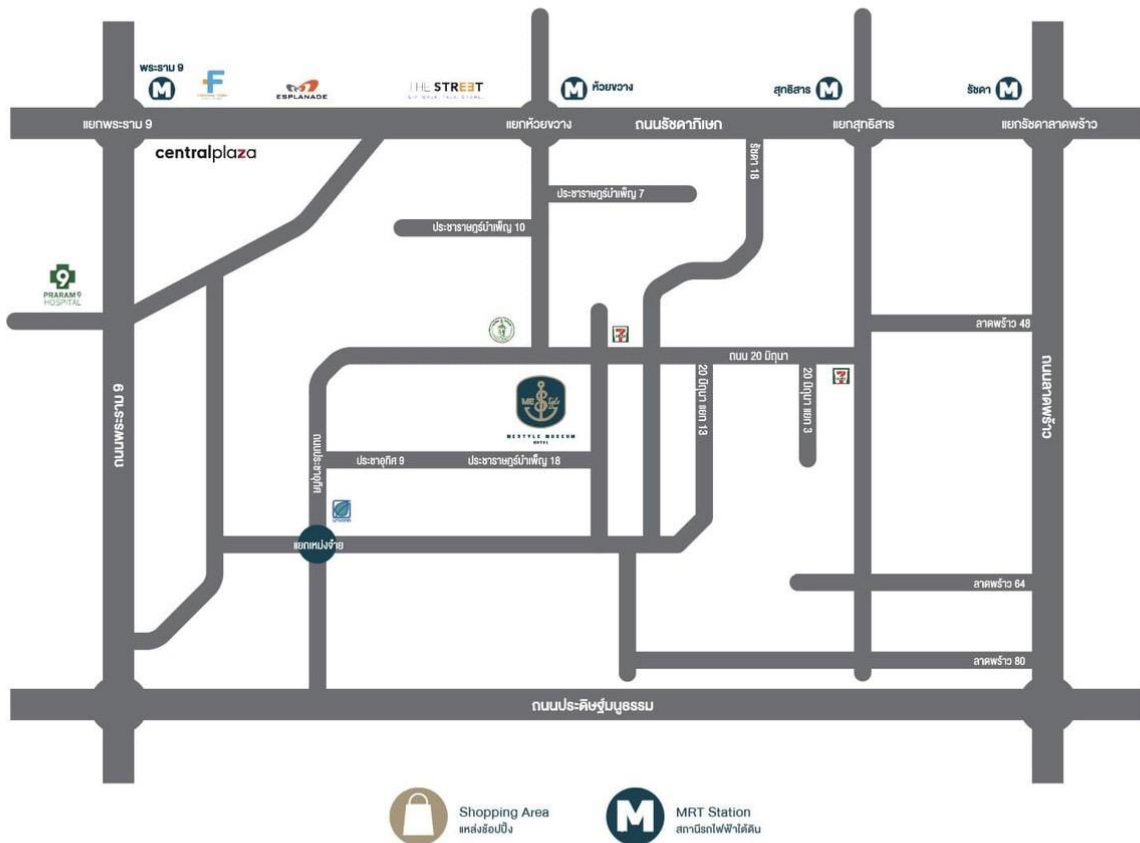 พระราม 9
M
F
ESPLANADE
THE STREET
M ห้วยขวาง
สุทธิสาร M
รัชดา M
แยกพระราม 9
แยกห้วยขวาง
ถนนรัชดาภิเษก
แยกสุทธิสาร
แยกรัชดาลาดพร้าว
centralplaza
รัชดา 18
ประชาราษฎร์บำเพ็ญ 7
ประชาราษฎร์บำเพ็ญ 10
9
PRARAM 9
HOSPITAL
ลาดพร้าว 48
7
ถนน 20 มิถุนา
7
20 มิถุนา แยก 13
20 มิถุนา แยก 3
ถนนพระราม 9
ถนนลาดพร้าว
ME
MESTYLE MUSEUM
HOTEL
ถนนประชาอุทิศ
ประชาอุทิศ 9
ประชาราษฎร์บำเพ็ญ 18
แยกเหม่งจ๋าย
ลาดพร้าว 64
ลาดพร้าว 80
ถนนประดิษฐ์มนูธรรม
Shopping Area
แหล่งช้อปปิ้ง
M
MRT Station
สถานีรถไฟฟ้าใต้ดิน